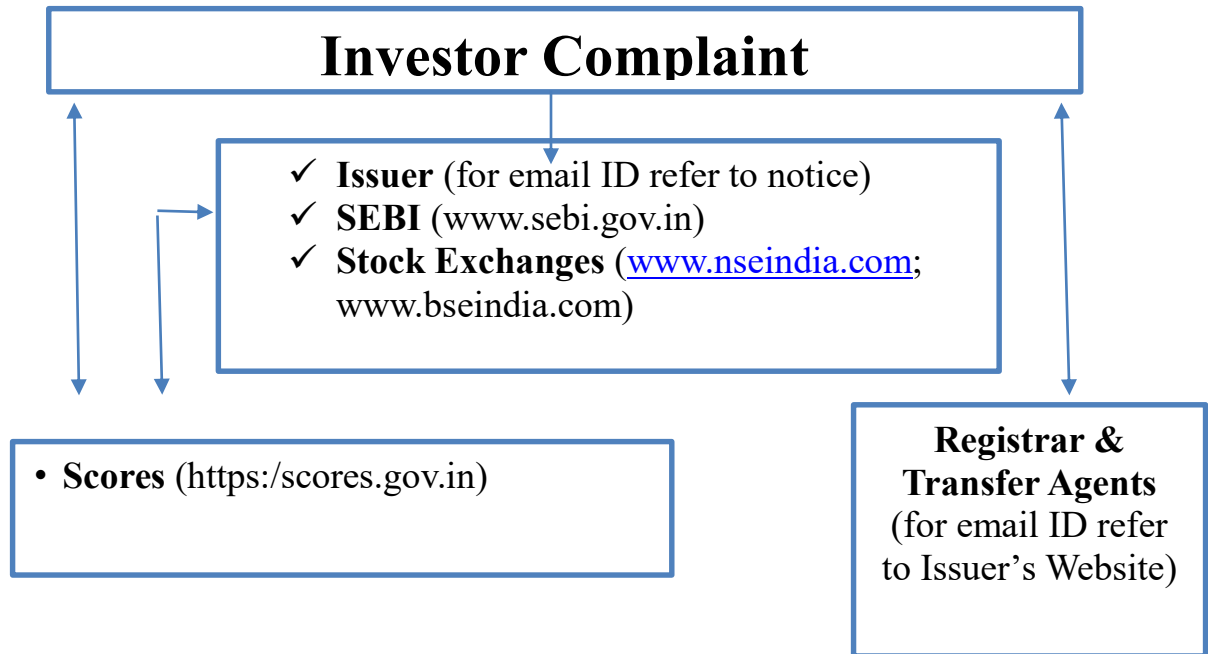 Investor Complaint
✓ Issuer (for email ID refer to notice)
✓ SEBI (www.sebi.gov.in)
✓ Stock Exchanges (www.nseindia.com;
www.bseindia.com)
• Scores (https:/scores.gov.in)
Registrar &
Transfer Agents
(for email ID refer
to Issuer’s Website)